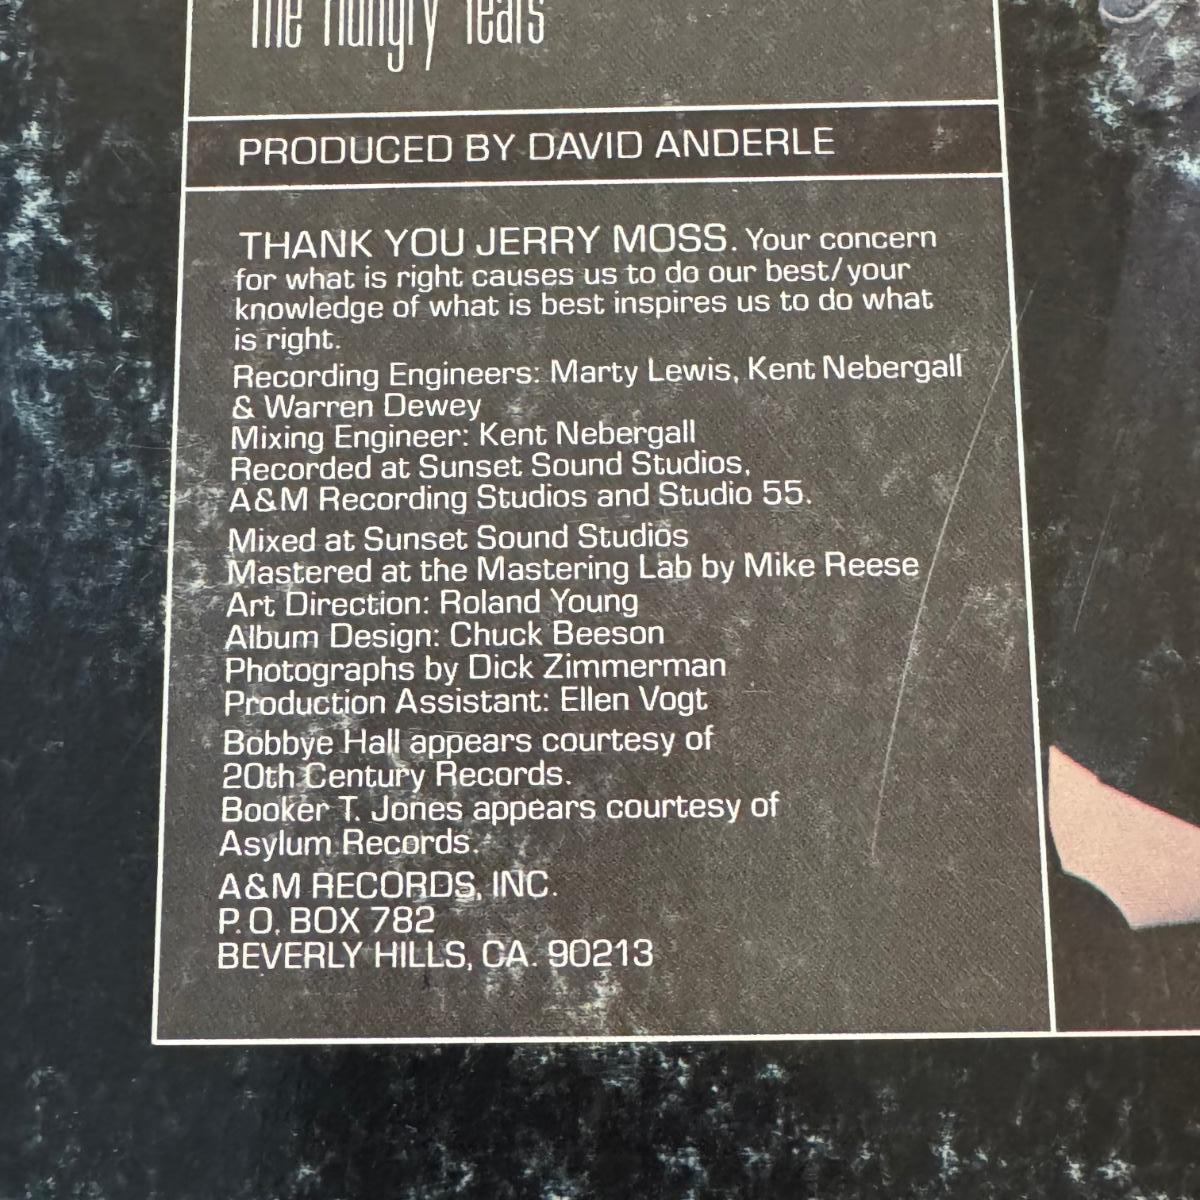 The Hungry Years
PRODUCED BY DAVID ANDERLE
THANK YOU JERRY MOSS. Your concern
for what is right causes us to do our best/your
knowledge of what is best inspires us to do what
is right.
Recording Engineers: Marty Lewis, Kent Nebergall
& Warren Dewey
Mixing Engineer: Kent Nebergall
Recorded at Sunset Sound Studios,
A&M Recording Studios and Studio 55.
Mixed at Sunset Sound Studios
Mastered at the Mastering Lab by Mike Reese
Art Direction: Roland Young
Album Design: Chuck Beeson
Photographs by Dick Zimmerman
Production Assistant: Ellen Vogt
Bobbye Hall appears courtesy of
20th Century Records.
Booker T. Jones appears courtesy of
Asylum Records.
A&M RECORDS, INC.
P.O. BOX 782
BEVERLY HILLS, CA. 90213